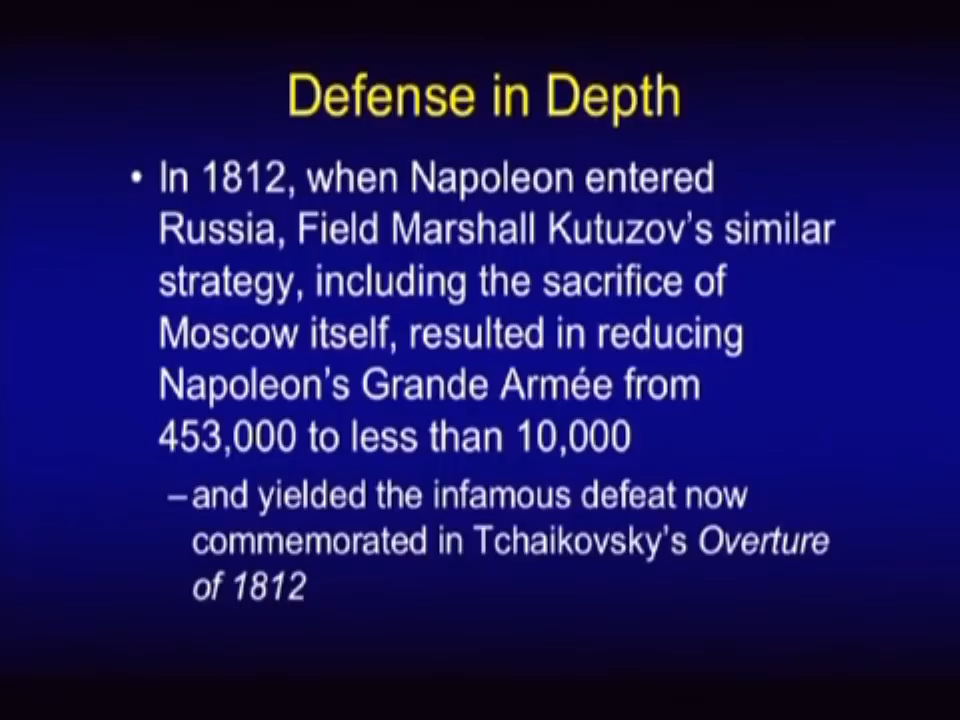 Defense in Depth
• In 1812, when Napoleon entered
Russia, Field Marshall Kutuzov’s similar
strategy, including the sacrifice of
Moscow itself, resulted in reducing
Napoleon’s Grande Armée from
453,000 to less than 10,000
– and yielded the infamous defeat now
commemorated in Tchaikovsky’s Overture
of 1812